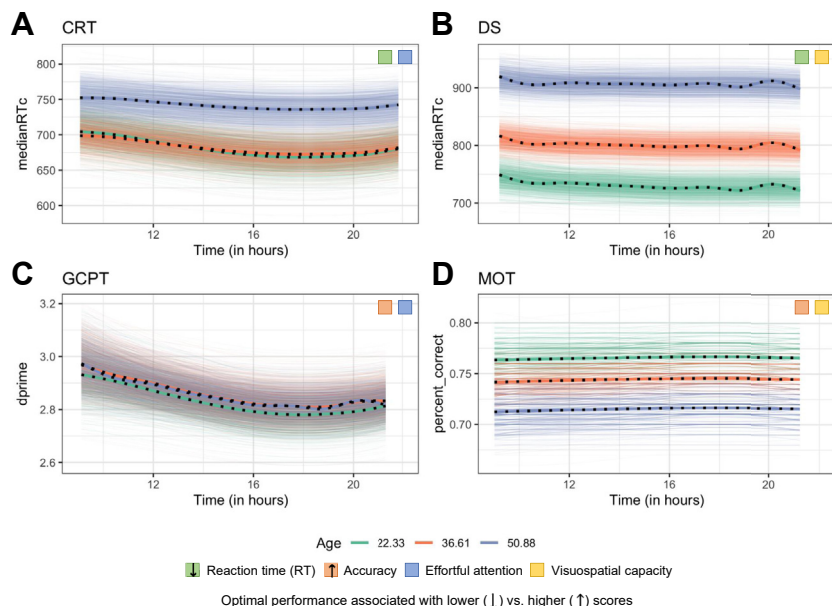 A CRT
800
750
700
650
600
medianRTc
12 16 20
Time (in hours)
B DS
900
800
700
medianRTc
12 16 20
Time (in hours)
C GCPT
3.2
3.0
2.8
2.6
dprime
12 16 20
Time (in hours)
D MOT
0.80
0.75
0.70
percent_correct
12 16 20
Time (in hours)
Age 22.33 36.61 50.88
↓ Reaction time (RT) ↑ Accuracy Effortful attention Visuospatial capacity
Optimal performance associated with lower (|) vs. higher (↑) scores